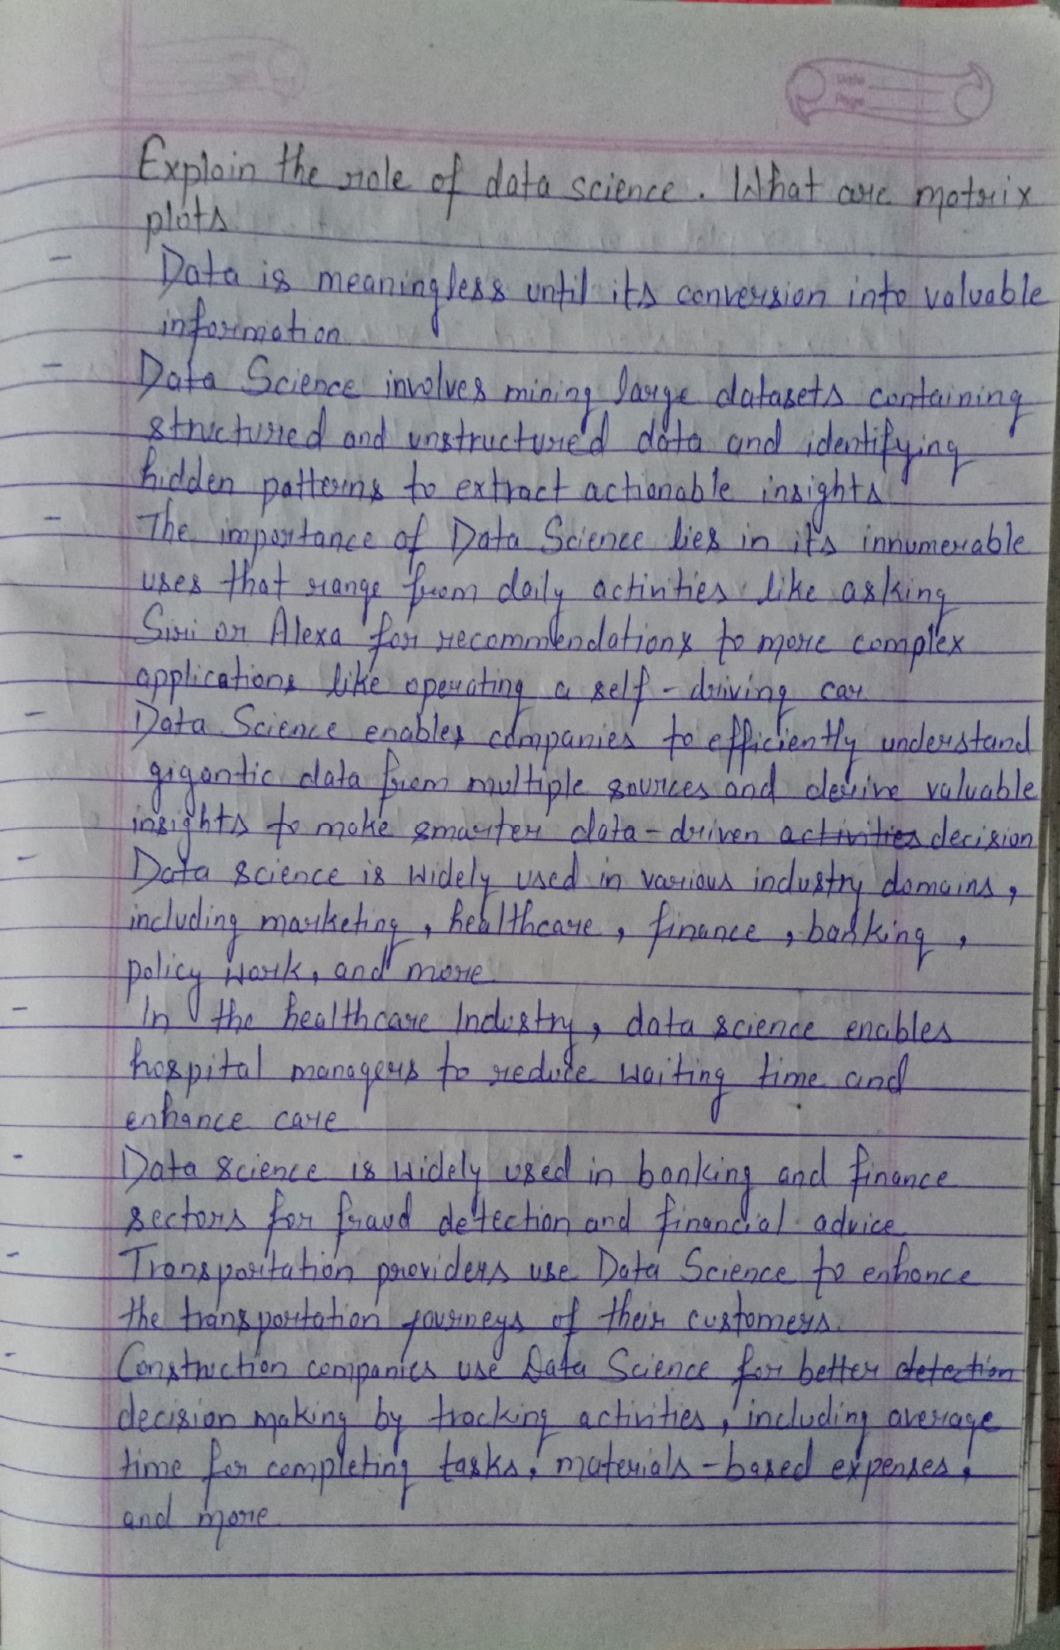 Date
Page
Explain the role of data science. What are matrix
plots
- Data is meaningless until its conversion into valuable
information
- Data Science involves mining large datasets containing
structured and unstructured data and identifying
hidden patterns to extract actionable insights
- The importance of Data Science lies in its innumerable
uses that range from daily activities like asking
Siri or Alexa for recommendations to more complex
applications like operating a self-driving car
- Data Science enables companies to efficiently understand
gigantic data from multiple sources and derive valuable
insights to make smarter data-driven activities decision
- Data science is widely used in various industry domains,
including marketing, healthcare, finance, banking,
policy work, and more
- In the healthcare Industry, data science enables
hospital managers to reduce waiting time and
enhance care
- Data science is widely used in banking and finance
sectors for fraud detection and financial advice
- Transportation providers use Data Science to enhance
the transportation journeys of their customers.
- Construction companies use Data Science for better detection
decision making by tracking activities, including average
time for completing tasks, materials-based expenses,
and more